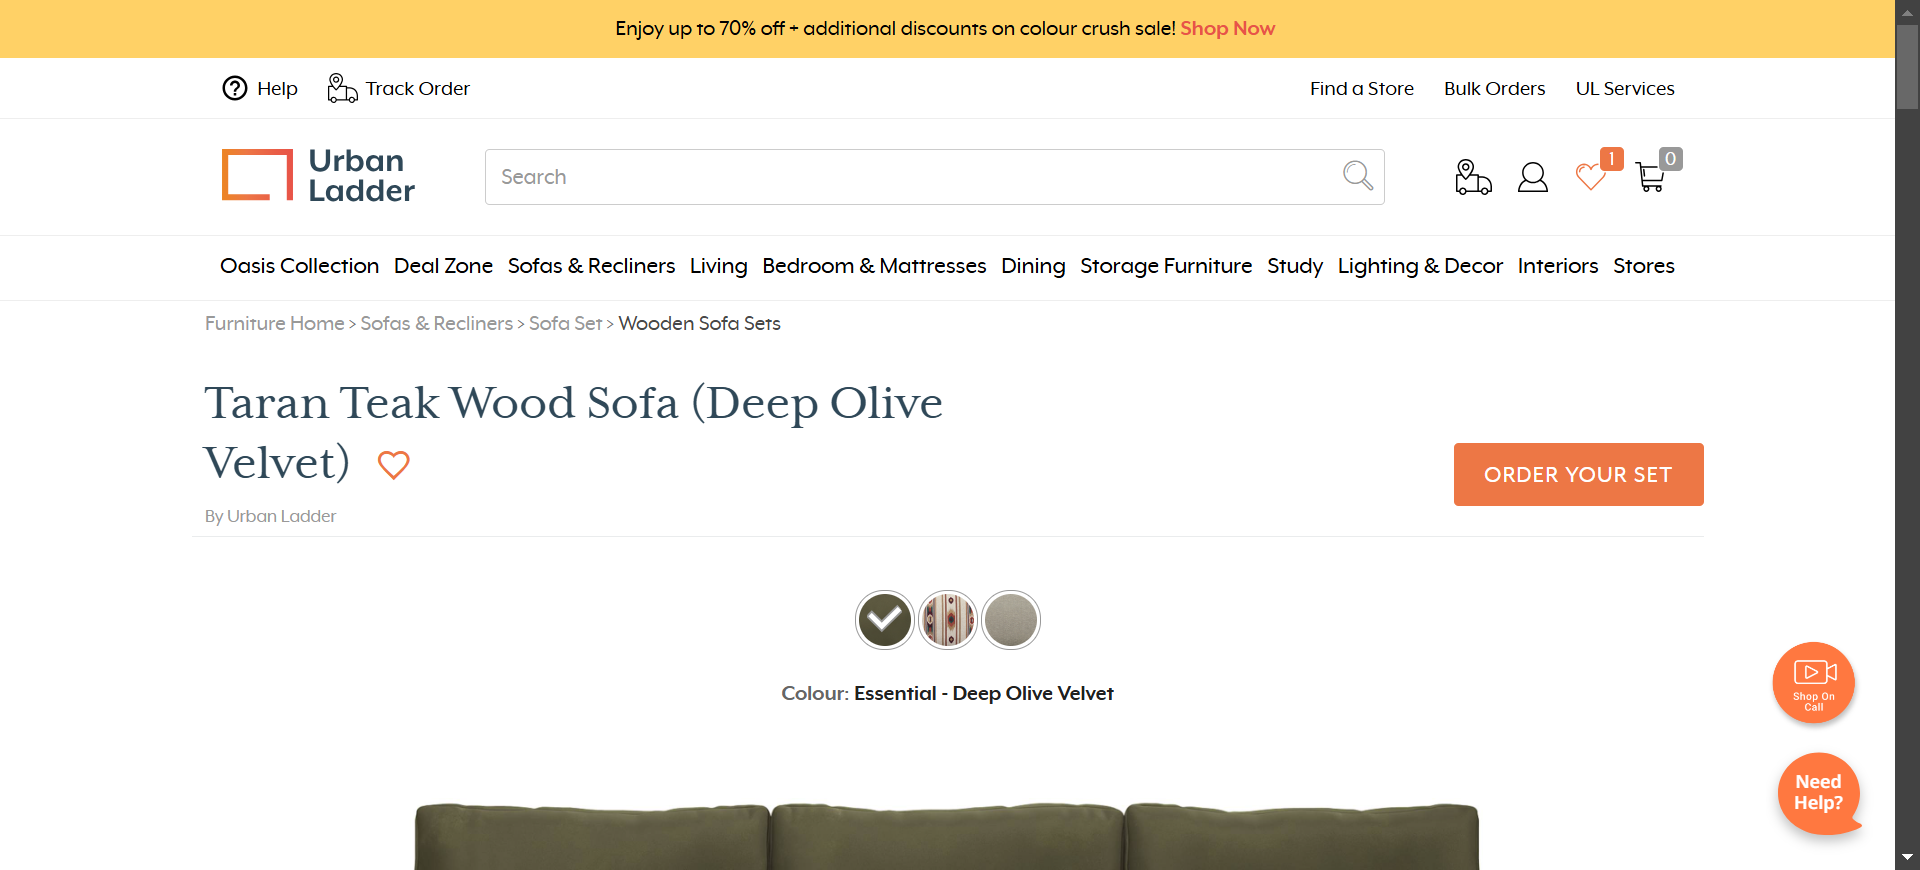 Enjoy up to 70% off + additional discounts on colour crush sale! Shop Now
Help
Track Order
Find a Store
Bulk Orders
UL Services
Urban
Ladder
Search
1
0
Oasis Collection
Deal Zone
Sofas & Recliners
Living
Bedroom & Mattresses
Dining
Storage Furniture
Study
Lighting & Decor
Interiors
Stores
Furniture Home > Sofas & Recliners > Sofa Set > Wooden Sofa Sets
Taran Teak Wood Sofa (Deep Olive
Velvet)
ORDER YOUR SET
By Urban Ladder
Colour: Essential - Deep Olive Velvet
Shop On
Call
Need
Help?